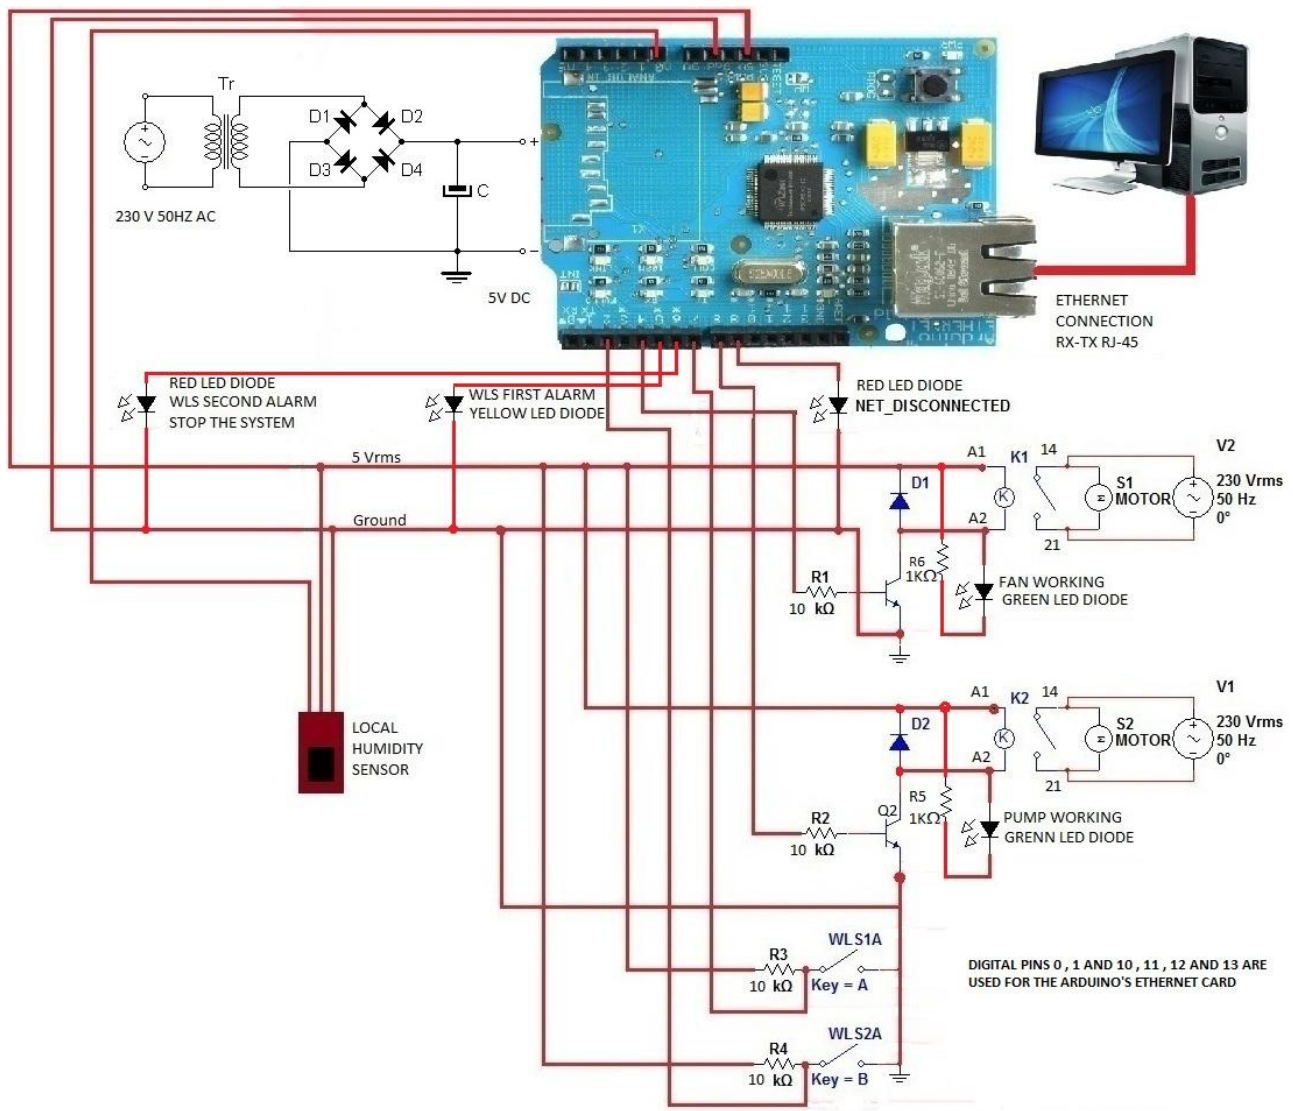 Tr
D1
D2
D3
D4
C
+
-
230 V 50HZ AC
5V DC
ETHERNET
CONNECTION
RX-TX RJ-45
RED LED DIODE
WLS SECOND ALARM
STOP THE SYSTEM
WLS FIRST ALARM
YELLOW LED DIODE
RED LED DIODE
NET_DISCONNECTED
5 Vrms
Ground
A1
K1
14
V2
D1
K
S1
MOTOR
230 Vrms
50 Hz
0°
A2
21
R6
1KΩ
R1
10 kΩ
FAN WORKING
GREEN LED DIODE
LOCAL
HUMIDITY
SENSOR
A1
K2
14
V1
D2
K
S2
MOTOR
230 Vrms
50 Hz
0°
A2
21
R5
1KΩ
Q2
R2
10 kΩ
PUMP WORKING
GRENN LED DIODE
WLS1A
R3
10 kΩ
Key = A
DIGITAL PINS 0 , 1 AND 10 , 11 , 12 AND 13 ARE
USED FOR THE ARDUINO'S ETHERNET CARD
WLS2A
R4
10 kΩ
Key = B